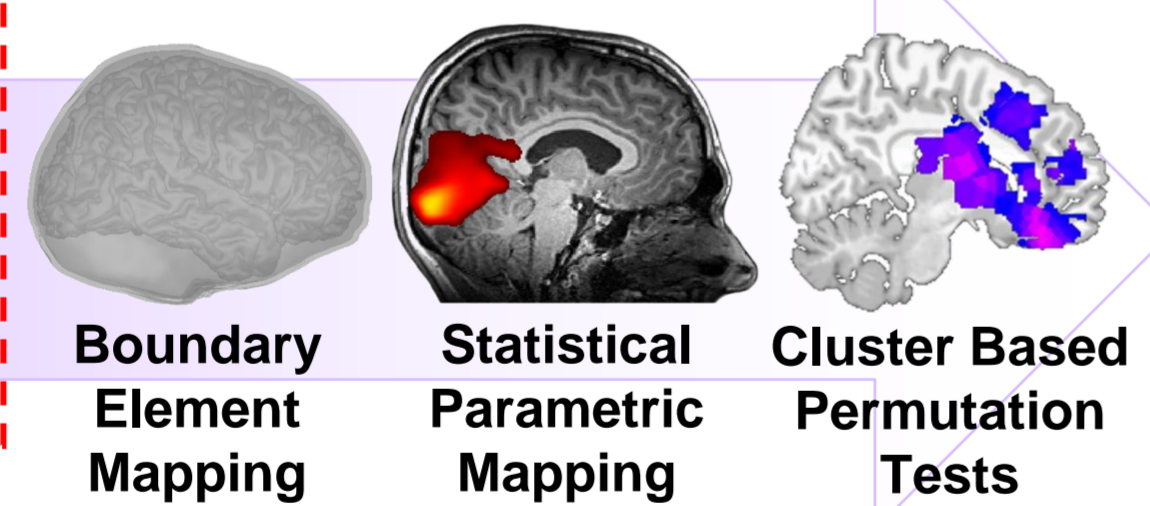 Boundary
Element
Mapping
Statistical
Parametric
Mapping
Cluster Based
Permutation
Tests